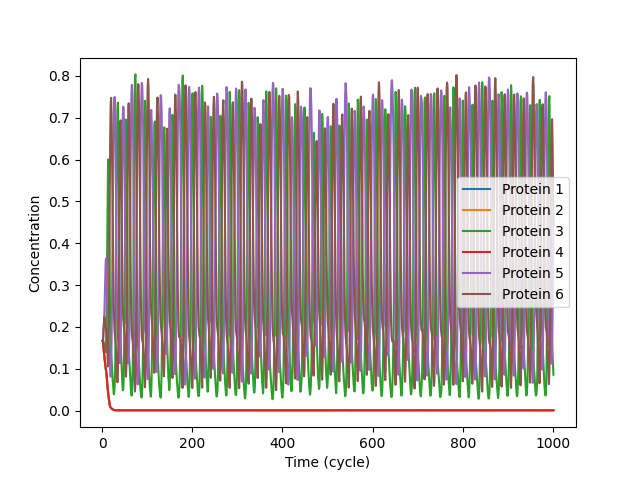 0.8
0.7
0.6
0.5
0.4
0.3
0.2
0.1
0.0
Concentration
Protein 1
Protein 2
Protein 3
Protein 4
Protein 5
Protein 6
0 200 400 600 800 1000
Time (cycle)